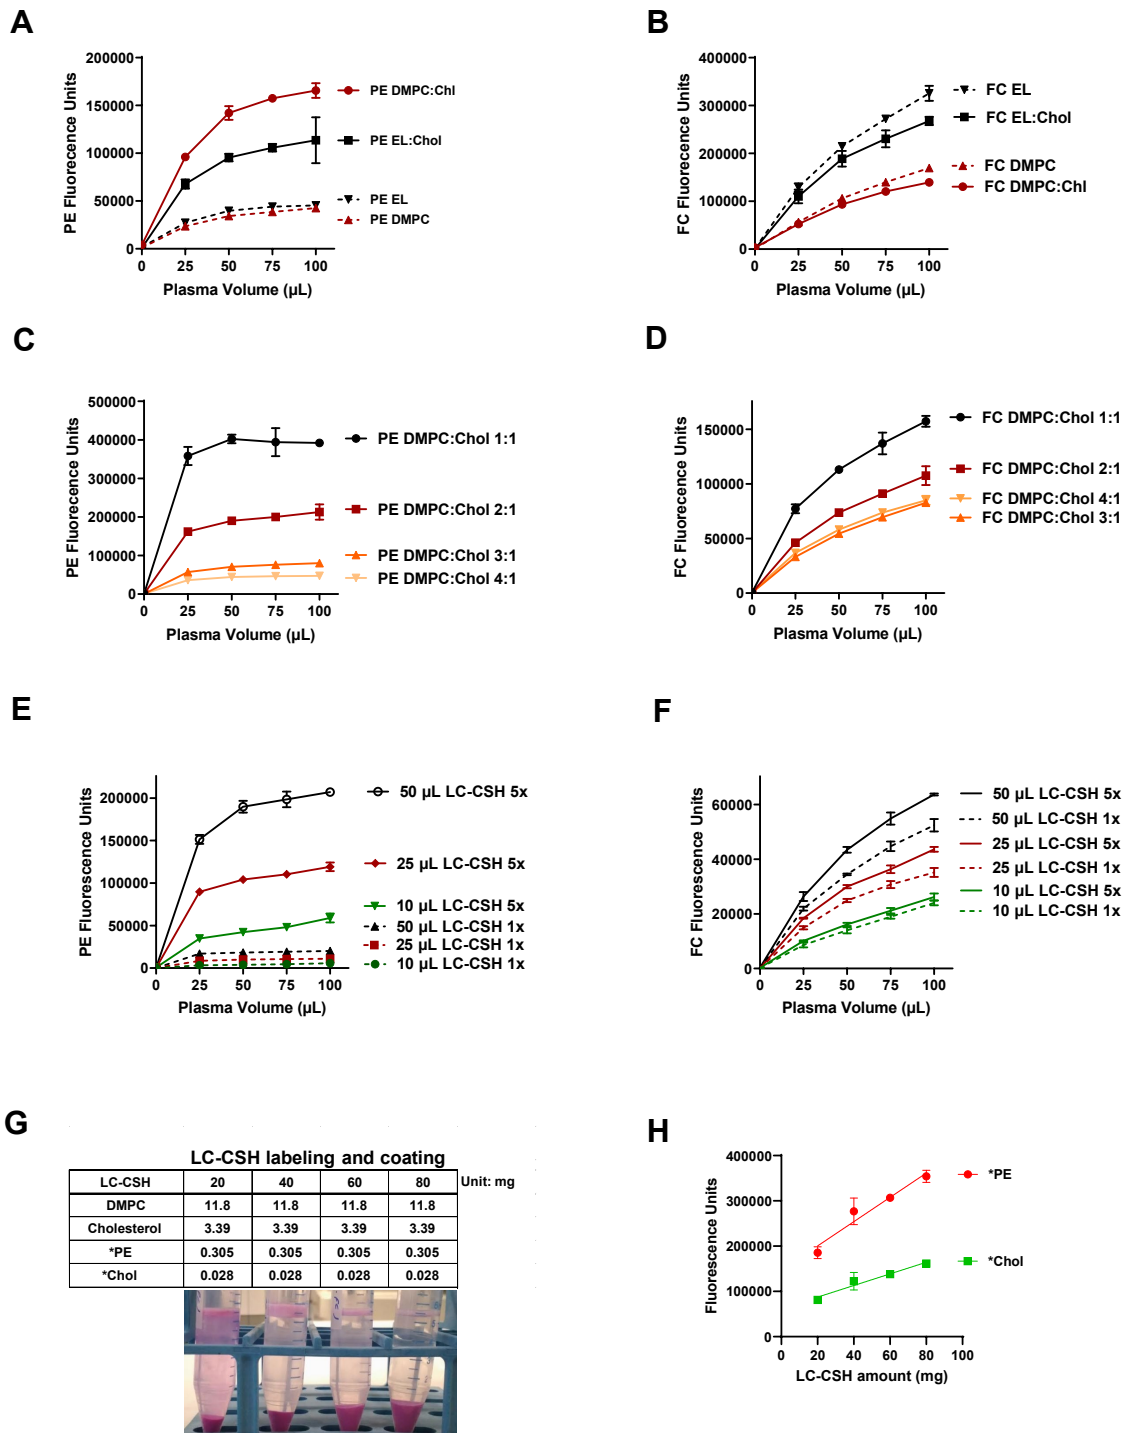 A
PE Fluorecence Units
200000
150000
100000
50000
0
0 25 50 75 100
Plasma Volume (µL)
PE DMPC:Chl
PE EL:Chol
PE EL
PE DMPC
B
FC Fluorecence Units
400000
300000
200000
100000
0
0 25 50 75 100
Plasma Volume (µL)
FC EL
FC EL:Chol
FC DMPC
FC DMPC:Chl
C
PE Fluorescence Units
500000
400000
300000
200000
100000
0
0 25 50 75 100
Plasma Volume (µL)
PE DMPC:Chol 1:1
PE DMPC:Chol 2:1
PE DMPC:Chol 3:1
PE DMPC:Chol 4:1
D
FC Fluorescence Units
150000
100000
50000
0
0 25 50 75 100
Plasma Volume (µL)
FC DMPC:Chol 1:1
FC DMPC:Chol 2:1
FC DMPC:Chol 4:1
FC DMPC:Chol 3:1
E
PE Fluorescence Units
200000
150000
100000
50000
0
0 25 50 75 100
Plasma Volume (µL)
50 µL LC-CSH 5x
25 µL LC-CSH 5x
10 µL LC-CSH 5x
50 µL LC-CSH 1x
25 µL LC-CSH 1x
10 µL LC-CSH 1x
F
FC Fluorescence Units
60000
40000
20000
0
0 25 50 75 100
Plasma Volume (µL)
50 µL LC-CSH 5x
50 µL LC-CSH 1x
25 µL LC-CSH 5x
25 µL LC-CSH 1x
10 µL LC-CSH 5x
10 µL LC-CSH 1x
G
LC-CSH labeling and coating
LC-CSH 20 40 60 80 Unit: mg
DMPC 11.8 11.8 11.8 11.8
Cholesterol 3.39 3.39 3.39 3.39
*PE 0.305 0.305 0.305 0.305
*Chol 0.028 0.028 0.028 0.028
H
Fluorescence Units
400000
300000
200000
100000
0
0 20 40 60 80 100
LC-CSH amount (mg)
*PE
*Chol